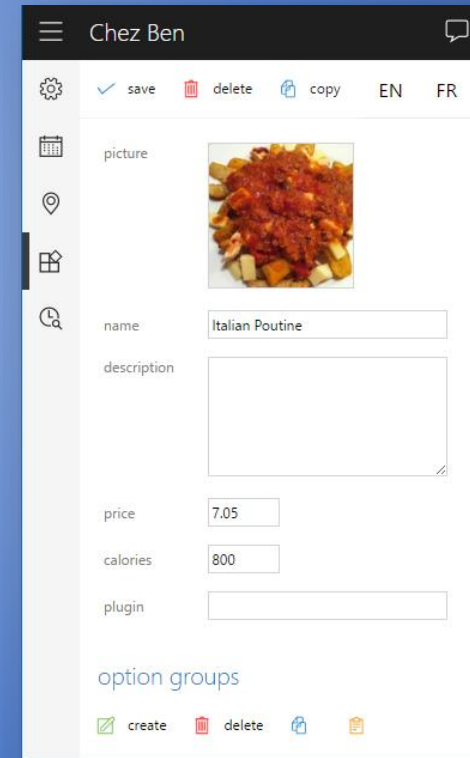 Chez Ben
save delete copy EN FR
picture
name Italian Poutine
description
price 7.05
calories 800
plugin
option groups
create delete